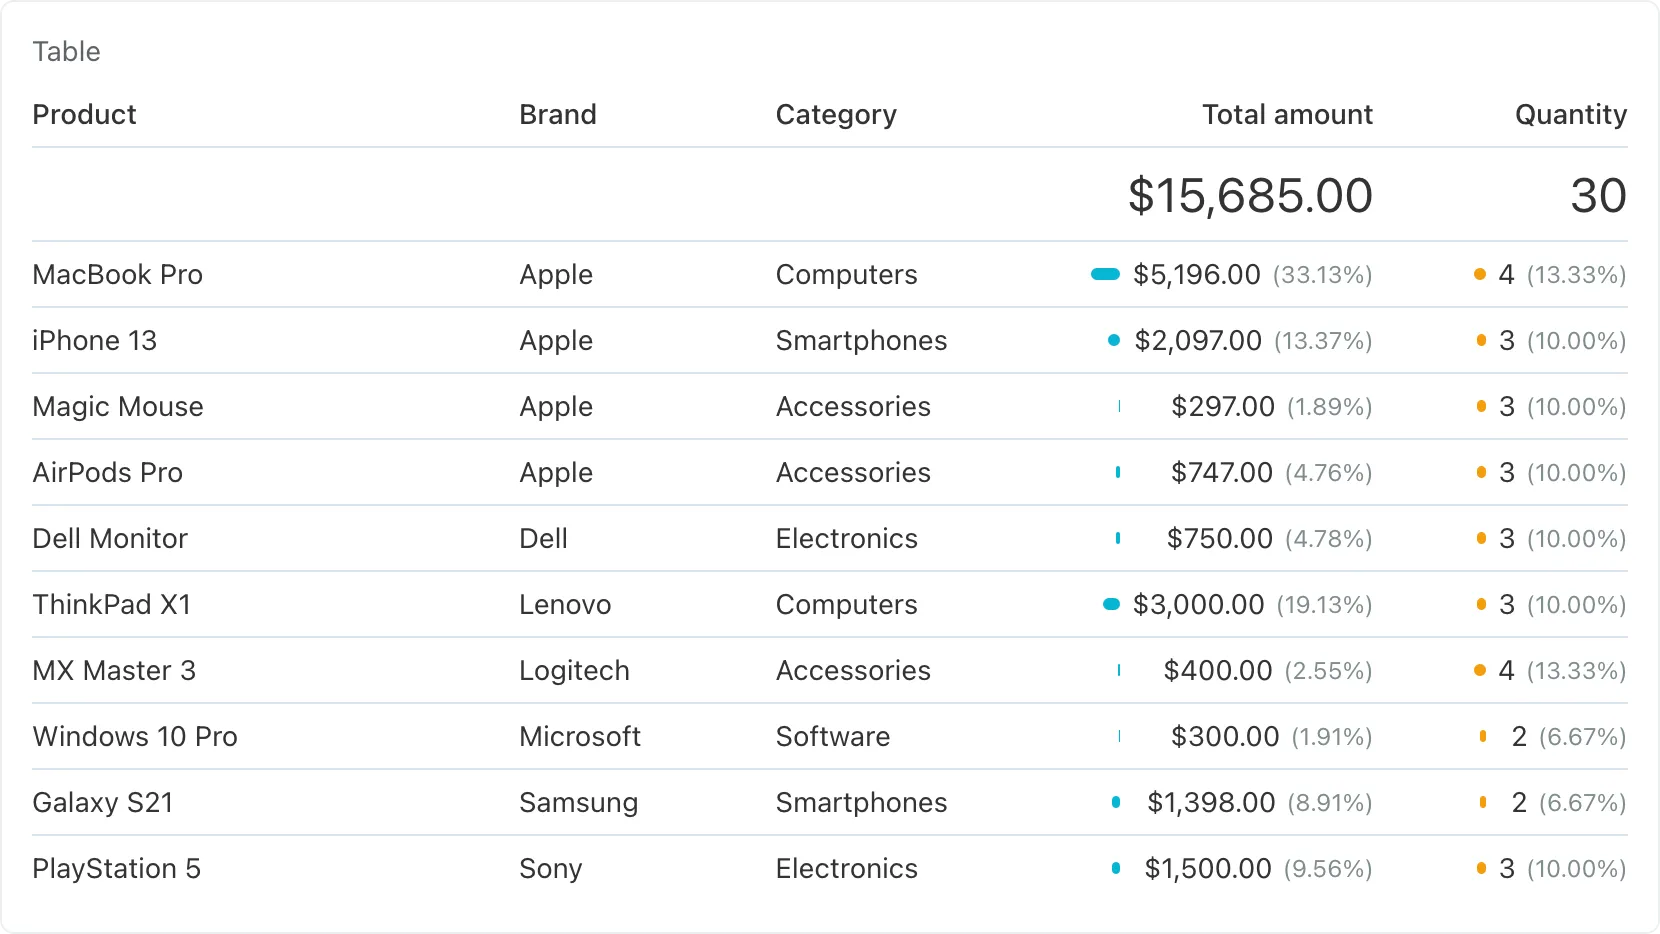 Table
Product Brand Category Total amount Quantity
$15,685.00 30
MacBook Pro Apple Computers $5,196.00 (33.13%) 4 (13.33%)
iPhone 13 Apple Smartphones $2,097.00 (13.37%) 3 (10.00%)
Magic Mouse Apple Accessories $297.00 (1.89%) 3 (10.00%)
AirPods Pro Apple Accessories $747.00 (4.76%) 3 (10.00%)
Dell Monitor Dell Electronics $750.00 (4.78%) 3 (10.00%)
ThinkPad X1 Lenovo Computers $3,000.00 (19.13%) 3 (10.00%)
MX Master 3 Logitech Accessories $400.00 (2.55%) 4 (13.33%)
Windows 10 Pro Microsoft Software $300.00 (1.91%) 2 (6.67%)
Galaxy S21 Samsung Smartphones $1,398.00 (8.91%) 2 (6.67%)
PlayStation 5 Sony Electronics $1,500.00 (9.56%) 3 (10.00%)